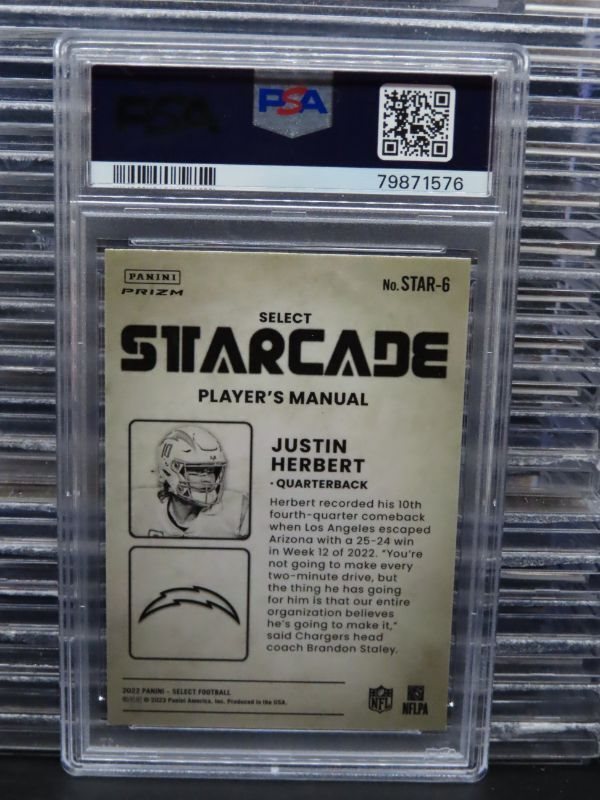 PSA
PSA
79871576
PANINI
PRIZM
No. STAR-6
SELECT
STARCADE
PLAYER'S MANUAL
10
JUSTIN
HERBERT
• QUARTERBACK
Herbert recorded his 10th
fourth-quarter comeback
when Los Angeles escaped
Arizona with a 25-24 win
in Week 12 of 2022. “You're
not going to make every
two-minute drive, but
the thing he has going
for him is that our entire
organization believes
he's going to make it,”
said Chargers head
coach Brandon Staley.
2022 PANINI - SELECT FOOTBALL
© 2023 Panini America, Inc. Produced in the USA.
NFL
NFLPA